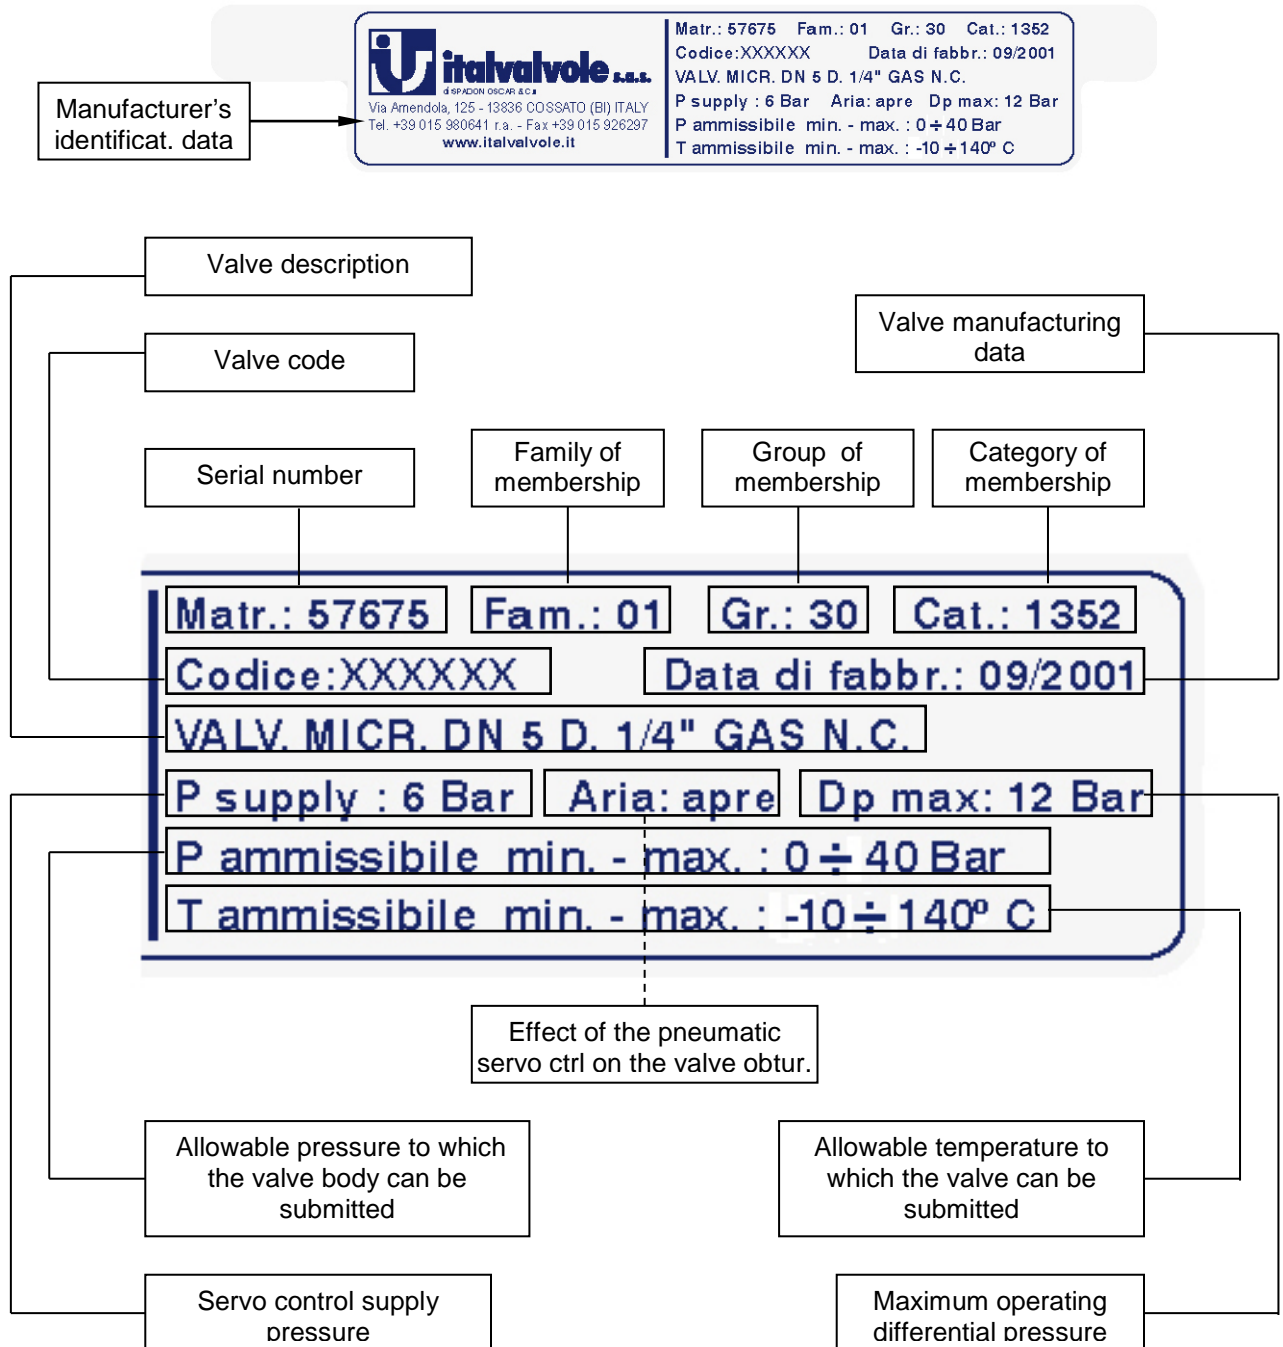 Manufacturer's
identificat. data
italvalvole s.a.s.
di SPADON OSCAR & C.
Via Amendola, 125 - 13836 COSSATO (BI) ITALY
Tel. +39 015 980641 r.a. - Fax +39 015 926297
www.italvalvole.it
Matr.: 57675 Fam.: 01 Gr.: 30 Cat.: 1352
Codice:XXXXXX Data di fabbr.: 09/2001
VALV. MICR. DN 5 D. 1/4" GAS N.C.
P supply : 6 Bar Aria: apre Dp max: 12 Bar
P ammissibile min. - max. : 0 ÷ 40 Bar
T ammissibile min. - max. : -10 ÷ 140º C
Valve description
Valve code
Valve manufacturing
data
Serial number
Family of
membership
Group of
membership
Category of
membership
Matr.: 57675 Fam.: 01 Gr.: 30 Cat.: 1352
Codice:XXXXXX Data di fabbr.: 09/2001
VALV. MICR. DN 5 D. 1/4" GAS N.C.
P supply : 6 Bar Aria: apre Dp max: 12 Bar
P ammissibile min. - max. : 0 ÷ 40 Bar
T ammissibile min. - max. : -10 ÷ 140º C
Effect of the pneumatic
servo ctrl on the valve obtur.
Allowable pressure to which
the valve body can be
submitted
Allowable temperature to
which the valve can be
submitted
Servo control supply
pressure
Maximum operating
differential pressure